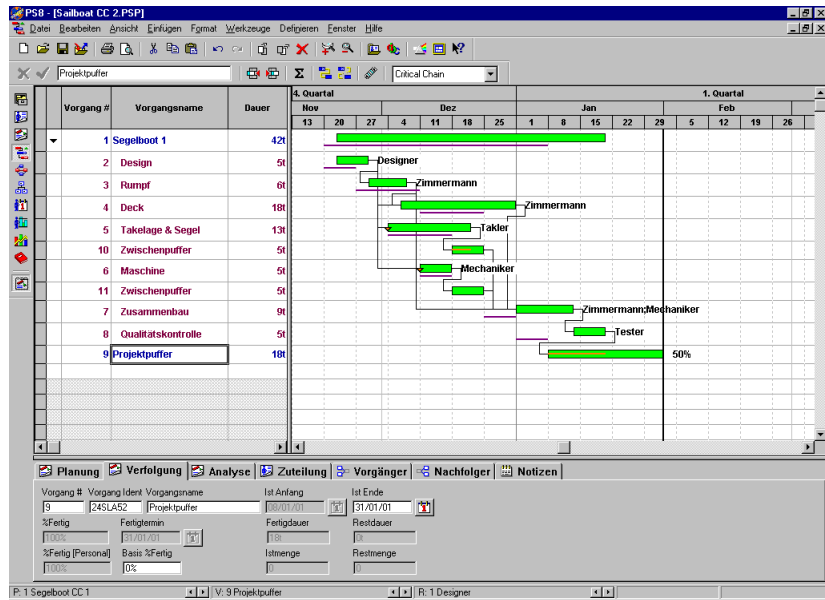 PS8 - [Sailboat CC 2.PSP]
Datei Bearbeiten Ansicht Einfügen Format Werkzeuge Definieren Fenster Hilfe
Projektpuffer Σ Critical Chain
4. Quartal 1. Quartal
Vorgang # Vorgangsname Dauer Nov Dez Jan Feb
13 20 27 4 11 18 25 1 8 15 22 29 5 12 19 26
1 Segelboot 1 42t
2 Design 5t Designer
3 Rumpf 6t Zimmermann
4 Deck 18t Zimmermann
5 Takelage & Segel 13t Takler
10 Zwischenpuffer 5t
6 Maschine 5t Mechaniker
11 Zwischenpuffer 5t
7 Zusammenbau 9t Zimmermann;Mechaniker
8 Qualitätskontrolle 5t Tester
9 Projektpuffer 18t 50%
Planung Verfolgung Analyse Zuteilung Vorgänger Nachfolger Notizen
Vorgang # Vorgang Ident Vorgangsname Ist Anfang Ist Ende
9 24SLA52 Projektpuffer 08/01/01 31/01/01
%Fertig Fertigtermin Fertigdauer Restdauer
100% 31/01/01 18t 0t
%Fertig [Personal] Basis %Fertig Istmenge Restmenge
100% 0% 0 0
P: 1 Segelboot CC 1 V: 9 Projektpuffer R: 1 Designer